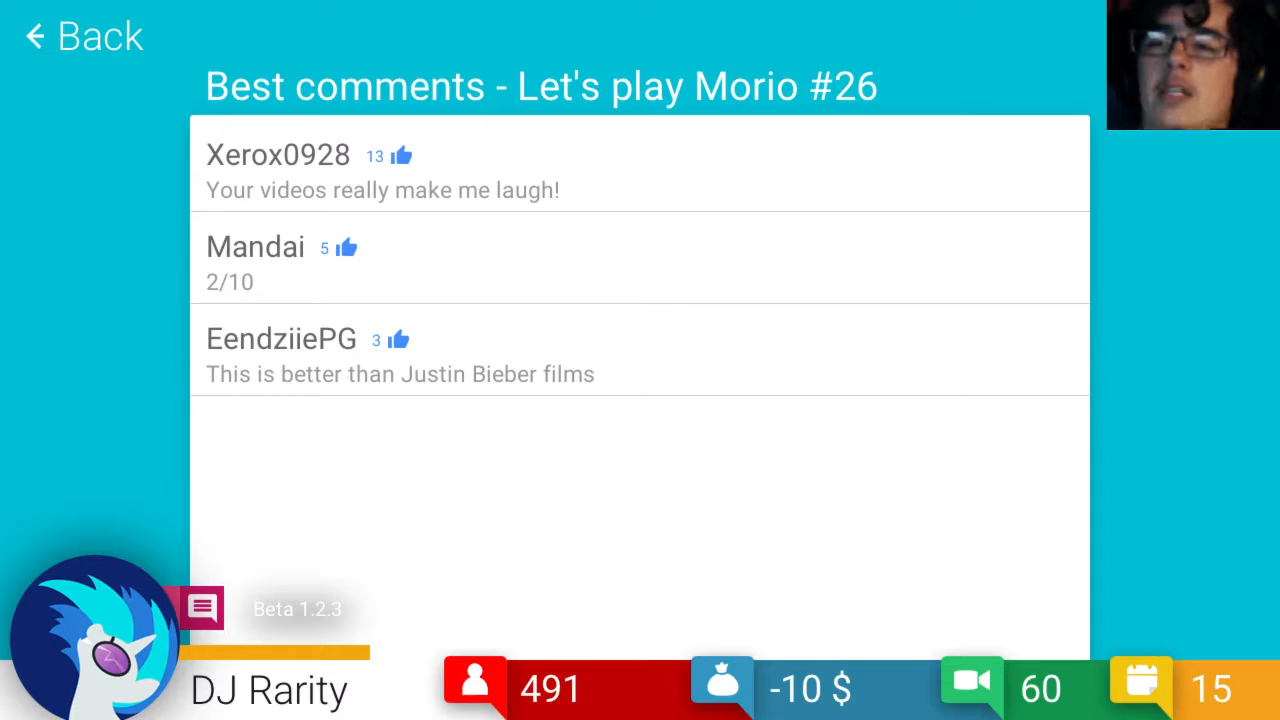 Back
Best comments - Let's play Morio #26
Xerox0928 13
Your videos really make me laugh!
Mandai 5
2/10
EendziiePG 3
This is better than Justin Bieber films
Beta 1.2.3
DJ Rarity
491
-10 $
60
15